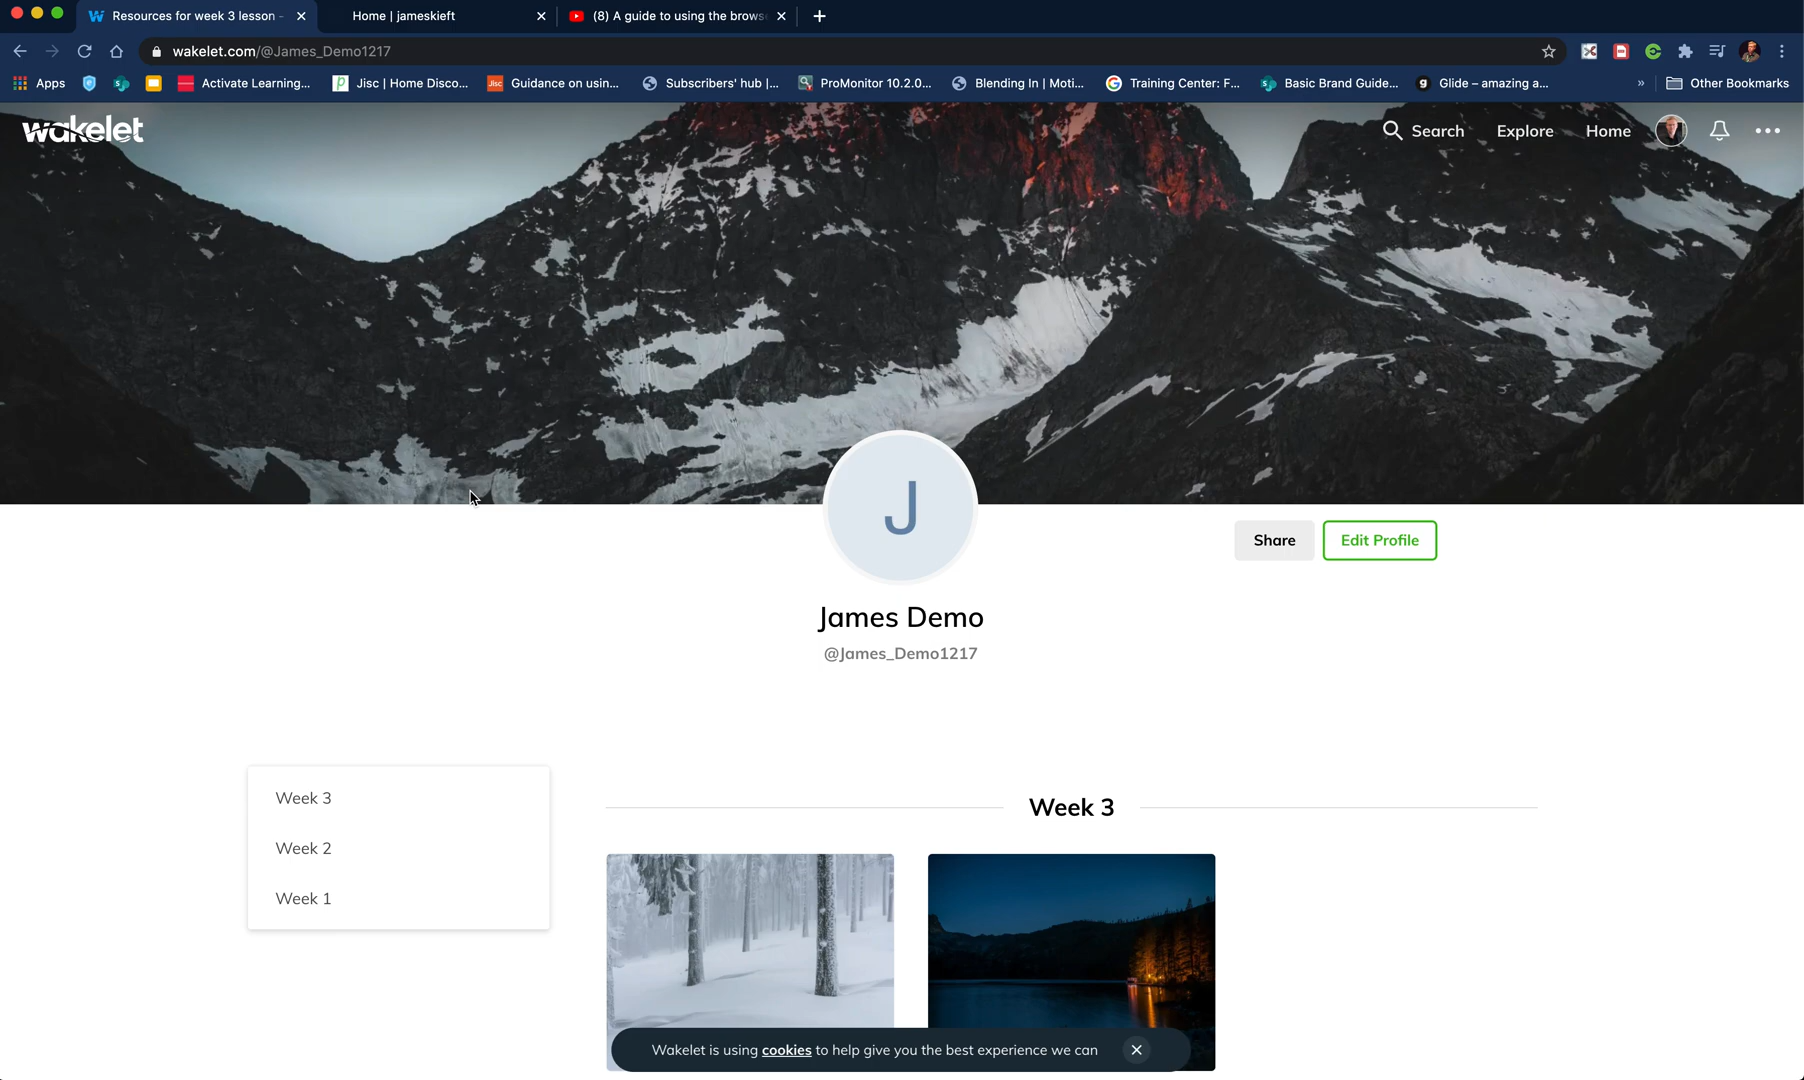 Resources for week 3 lesson -
Home | jameskieft
(8) A guide to using the brows
wakelet.com/@James_Demo1217
Apps
Activate Learning...
Jisc | Home Disco...
Jisc
Guidance on usin...
Subscribers' hub |...
ProMonitor 10.2.0...
Blending In | Moti...
Training Center: F...
Basic Brand Guide...
Glide – amazing a...
»
Other Bookmarks
wakelet
Search
Explore
Home
J
Share
Edit Profile
James Demo
@James_Demo1217
Week 3
Week 2
Week 1
Week 3
Wakelet is using cookies to help give you the best experience we can